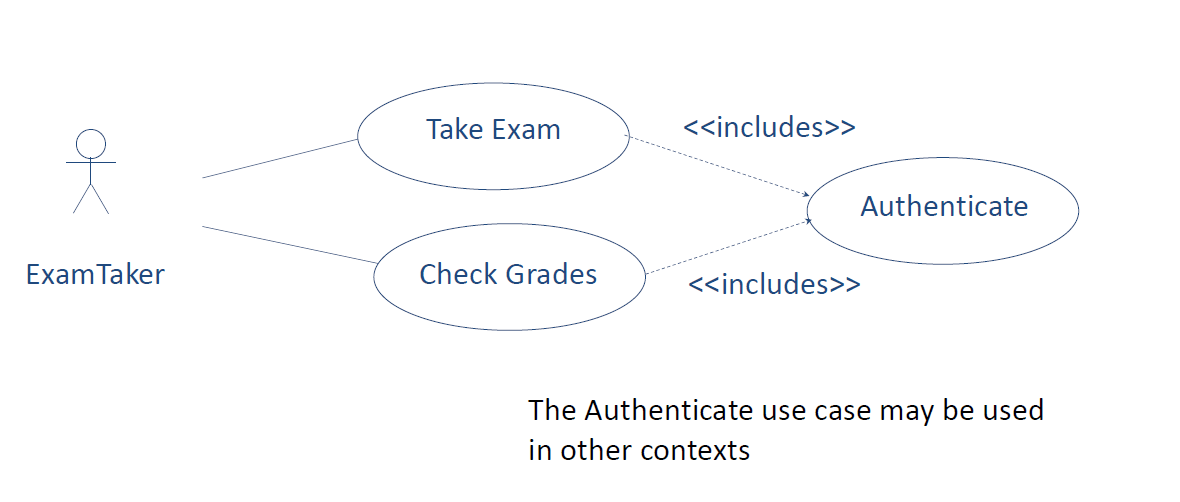 Take Exam
<<includes>>
Authenticate
ExamTaker
Check Grades
<<includes>>
The Authenticate use case may be used
in other contexts